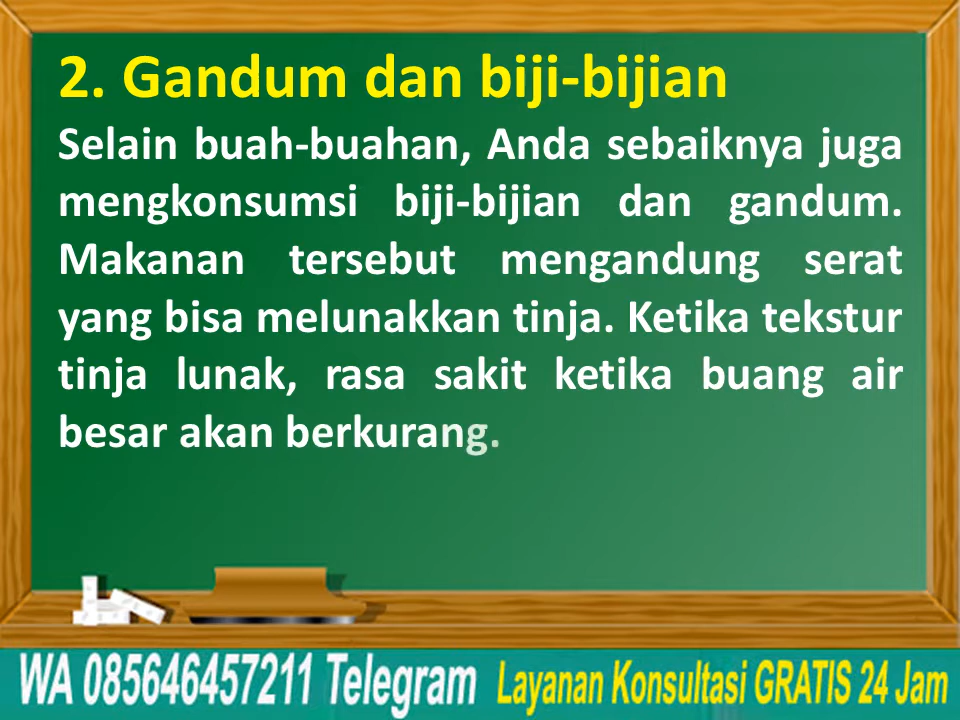 2. Gandum dan biji-bijian
Selain buah-buahan, Anda sebaiknya juga
mengkonsumsi biji-bijian dan gandum.
Makanan tersebut mengandung serat
yang bisa melunakkan tinja. Ketika tekstur
tinja lunak, rasa sakit ketika buang air
besar akan berkurang.
WA 085646457211 Telegram Layanan Konsultasi GRATIS 24 Jam